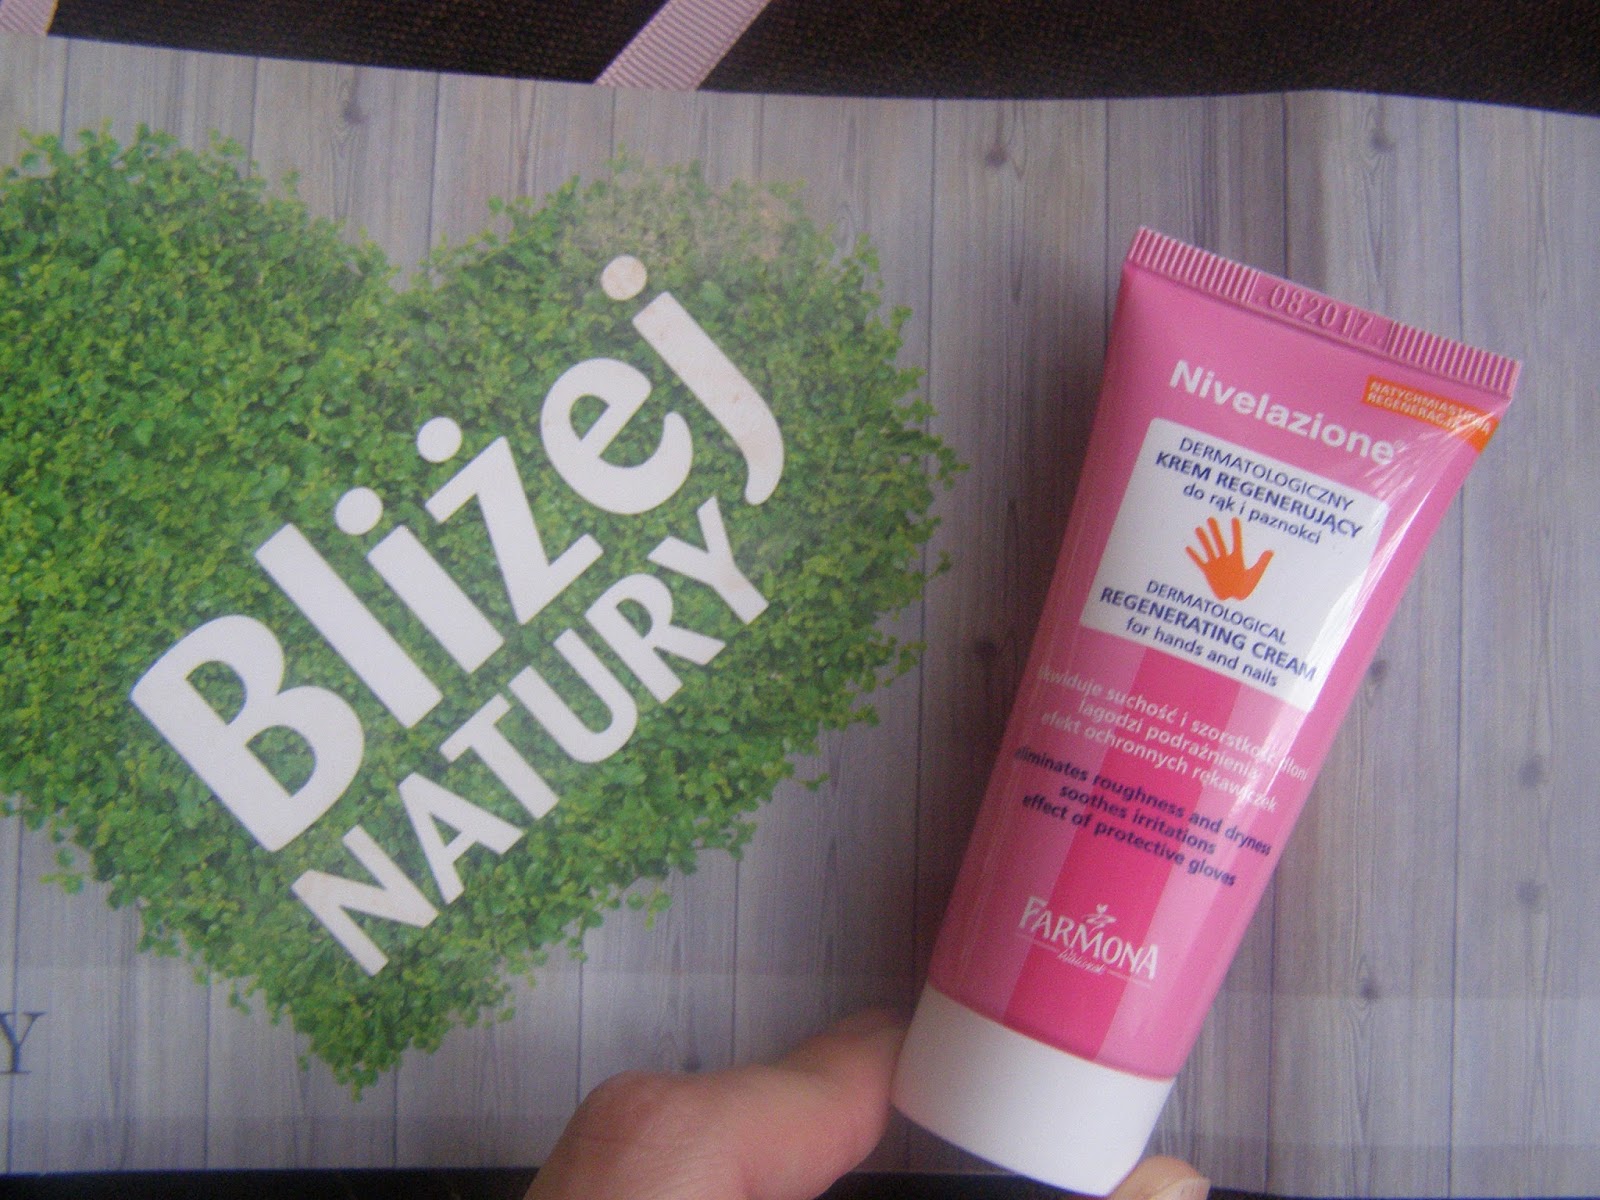 Bliżej
NATURY
Y
082017
Nivelazione
NATYCHMIASTOWA
REGENERACJA
DERMATOLOGICZNY
KREM REGENERUJĄCY
do rąk i paznokci
DERMATOLOGICAL
REGENERATING CREAM
for hands and nails
suchość i szorstkość dłoni
łagodzi podrażnienia
efekt ochronnych rękawiczek
eliminates roughness and dryness
soothes irritations
effect of protective gloves
FARMONA